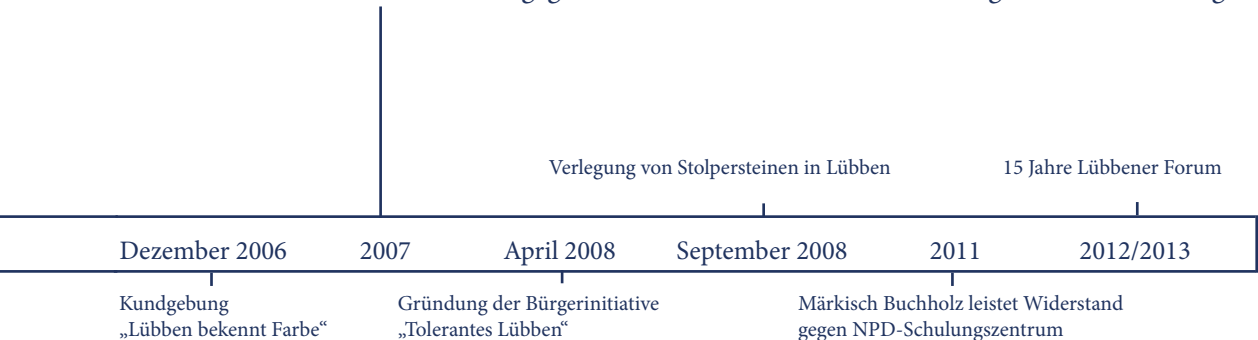 Verlegung von Stolpersteinen in Lübben
15 Jahre Lübbener Forum
Dezember 2006
2007
April 2008
September 2008
2011
2012/2013
Kundgebung
„Lübben bekennt Farbe“
Gründung der Bürgerinitiative
„Tolerantes Lübben“
Märkisch Buchholz leistet Widerstand
gegen NPD-Schulungszentrum